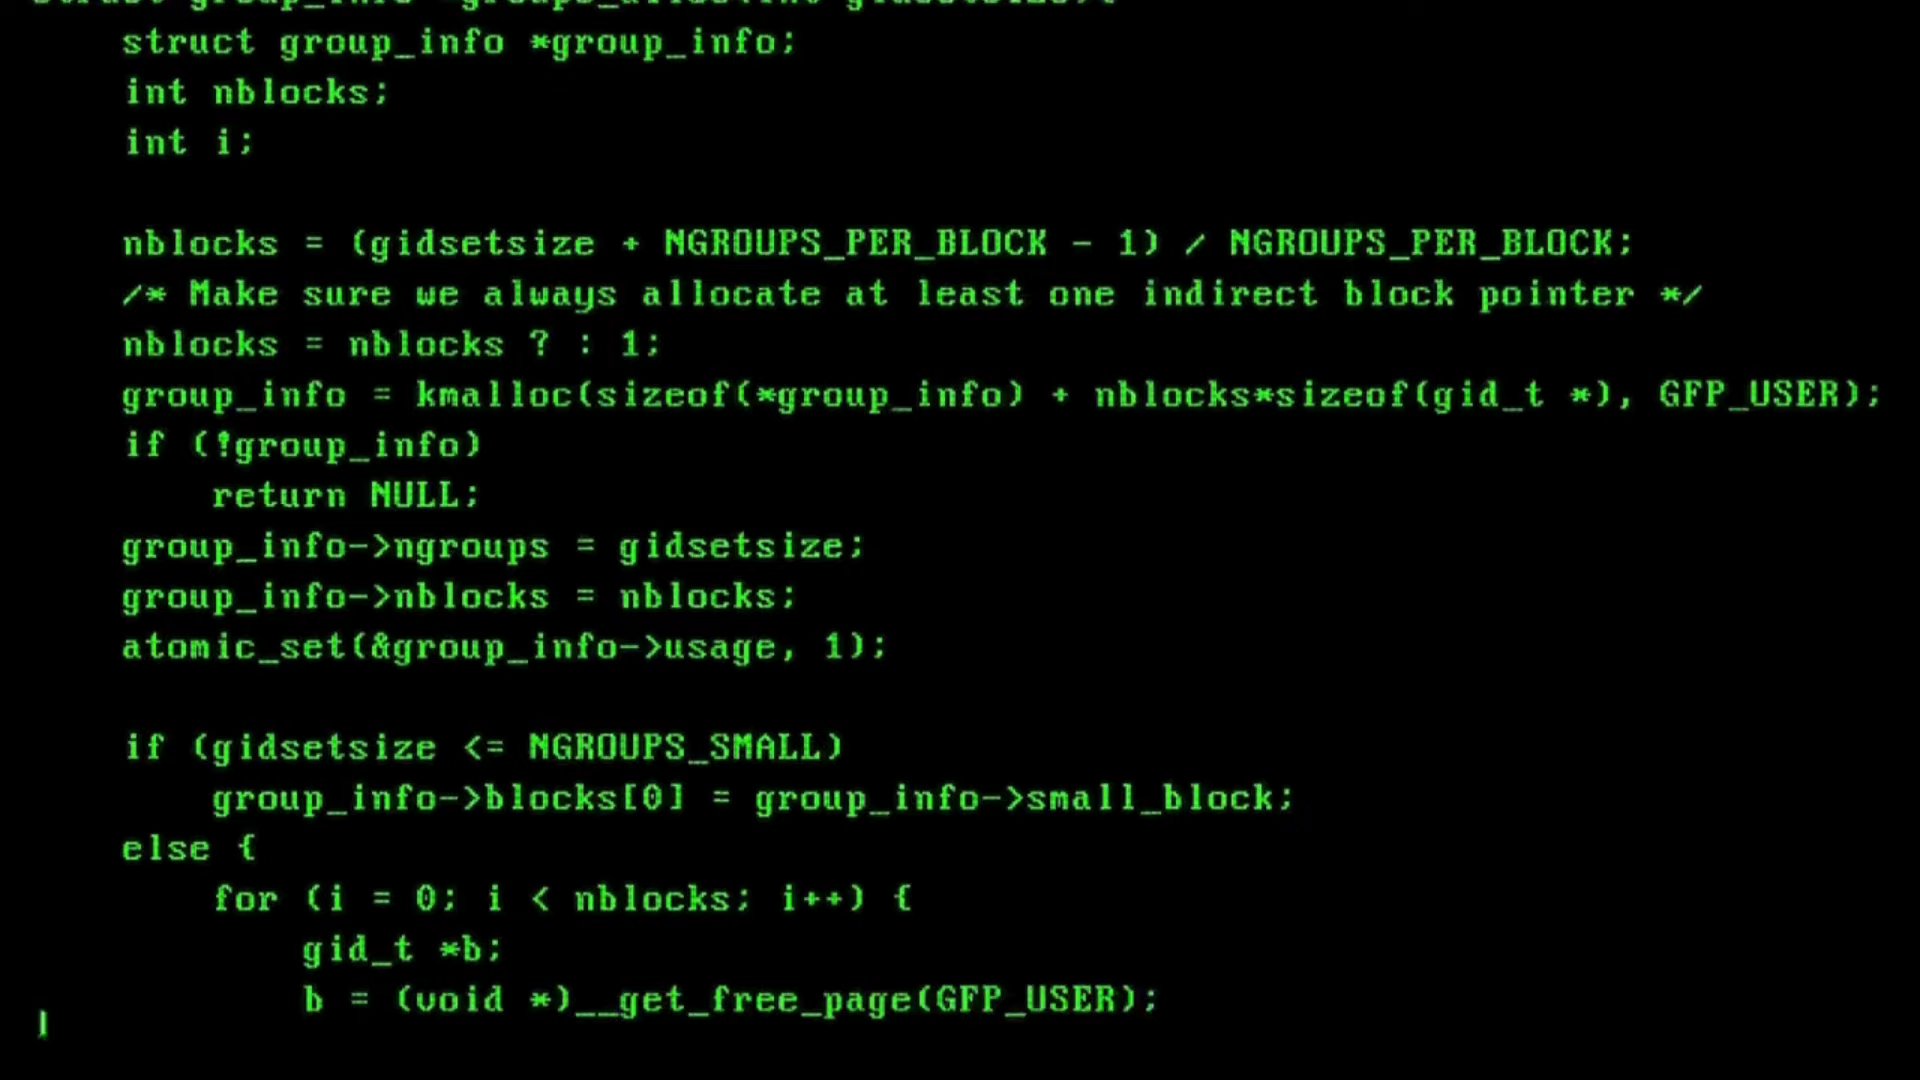 struct group_info *group_info;
int nblocks;
int i;
nblocks = (gidsetsize + NGROUPS_PER_BLOCK - 1) / NGROUPS_PER_BLOCK;
/* Make sure we always allocate at least one indirect block pointer */
nblocks = nblocks ? : 1;
group_info = kmalloc(sizeof(*group_info) + nblocks*sizeof(gid_t *), GFP_USER);
if (!group_info)
return NULL;
group_info->ngroups = gidsetsize;
group_info->nblocks = nblocks;
atomic_set(&group_info->usage, 1);
if (gidsetsize <= NGROUPS_SMALL)
group_info->blocks[0] = group_info->small_block;
else {
for (i = 0; i < nblocks; i++) {
gid_t *b;
b = (void *)__get_free_page(GFP_USER);